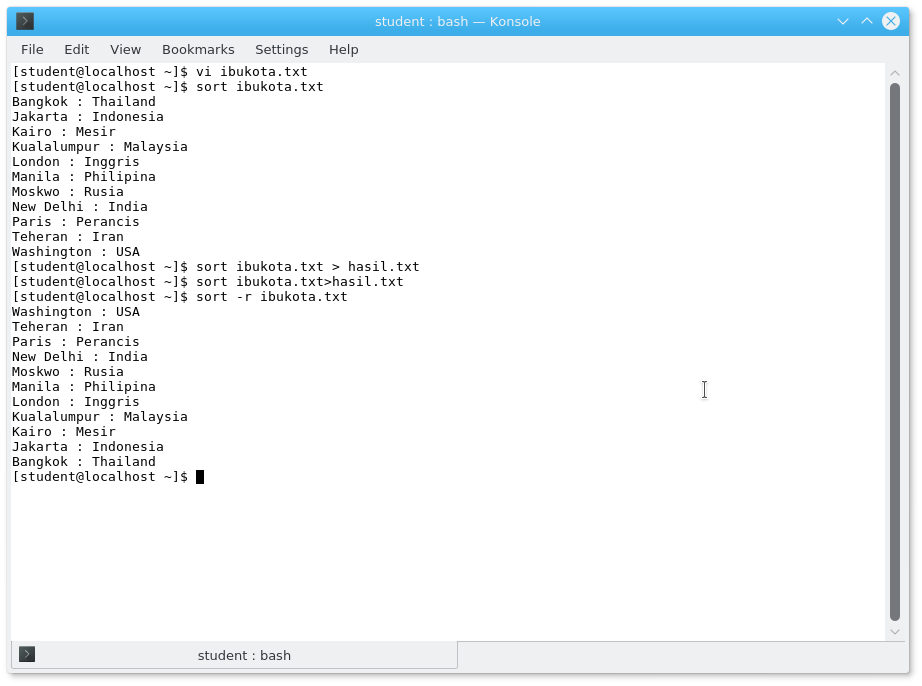 student : bash — Konsole
File Edit View Bookmarks Settings Help
[student@localhost ~]$ vi ibukota.txt
[student@localhost ~]$ sort ibukota.txt
Bangkok : Thailand
Jakarta : Indonesia
Kairo : Mesir
Kualalumpur : Malaysia
London : Inggris
Manila : Philipina
Moskwo : Rusia
New Delhi : India
Paris : Perancis
Teheran : Iran
Washington : USA
[student@localhost ~]$ sort ibukota.txt > hasil.txt
[student@localhost ~]$ sort ibukota.txt>hasil.txt
[student@localhost ~]$ sort -r ibukota.txt
Washington : USA
Teheran : Iran
Paris : Perancis
New Delhi : India
Moskwo : Rusia
Manila : Philipina
London : Inggris
Kualalumpur : Malaysia
Kairo : Mesir
Jakarta : Indonesia
Bangkok : Thailand
[student@localhost ~]$
student : bash